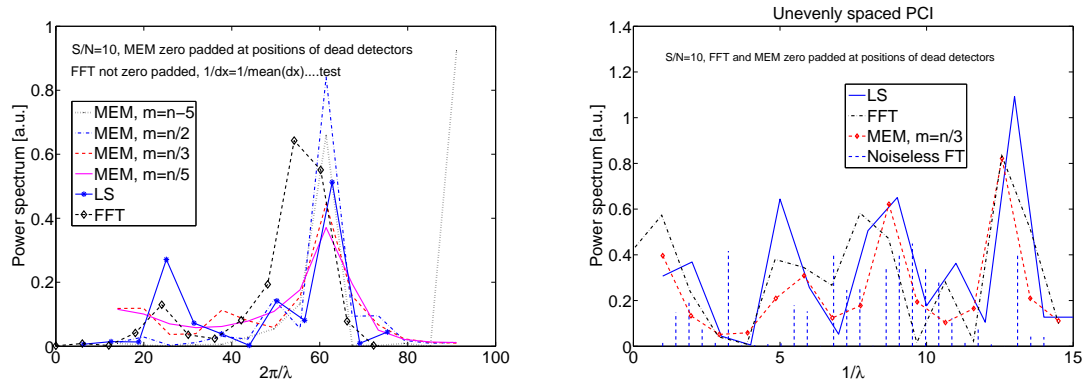 S/N=10, MEM zero padded at positions of dead detectors
FFT not zero padded, 1/dx=1/mean(dx)....test
MEM, m=n−5
MEM, m=n/2
MEM, m=n/3
MEM, m=n/5
LS
FFT
Power spectrum [a.u.]
1
0.8
0.6
0.4
0.2
0
0 20 40 60 80 100
2π/λ
Unevenly spaced PCI
S/N=10, FFT and MEM zero padded at positions of dead detectors
LS
FFT
MEM, m=n/3
Noiseless FT
Power spectrum [a.u.]
1.4
1.2
1
0.8
0.6
0.4
0.2
0
0 5 10 15
1/λ